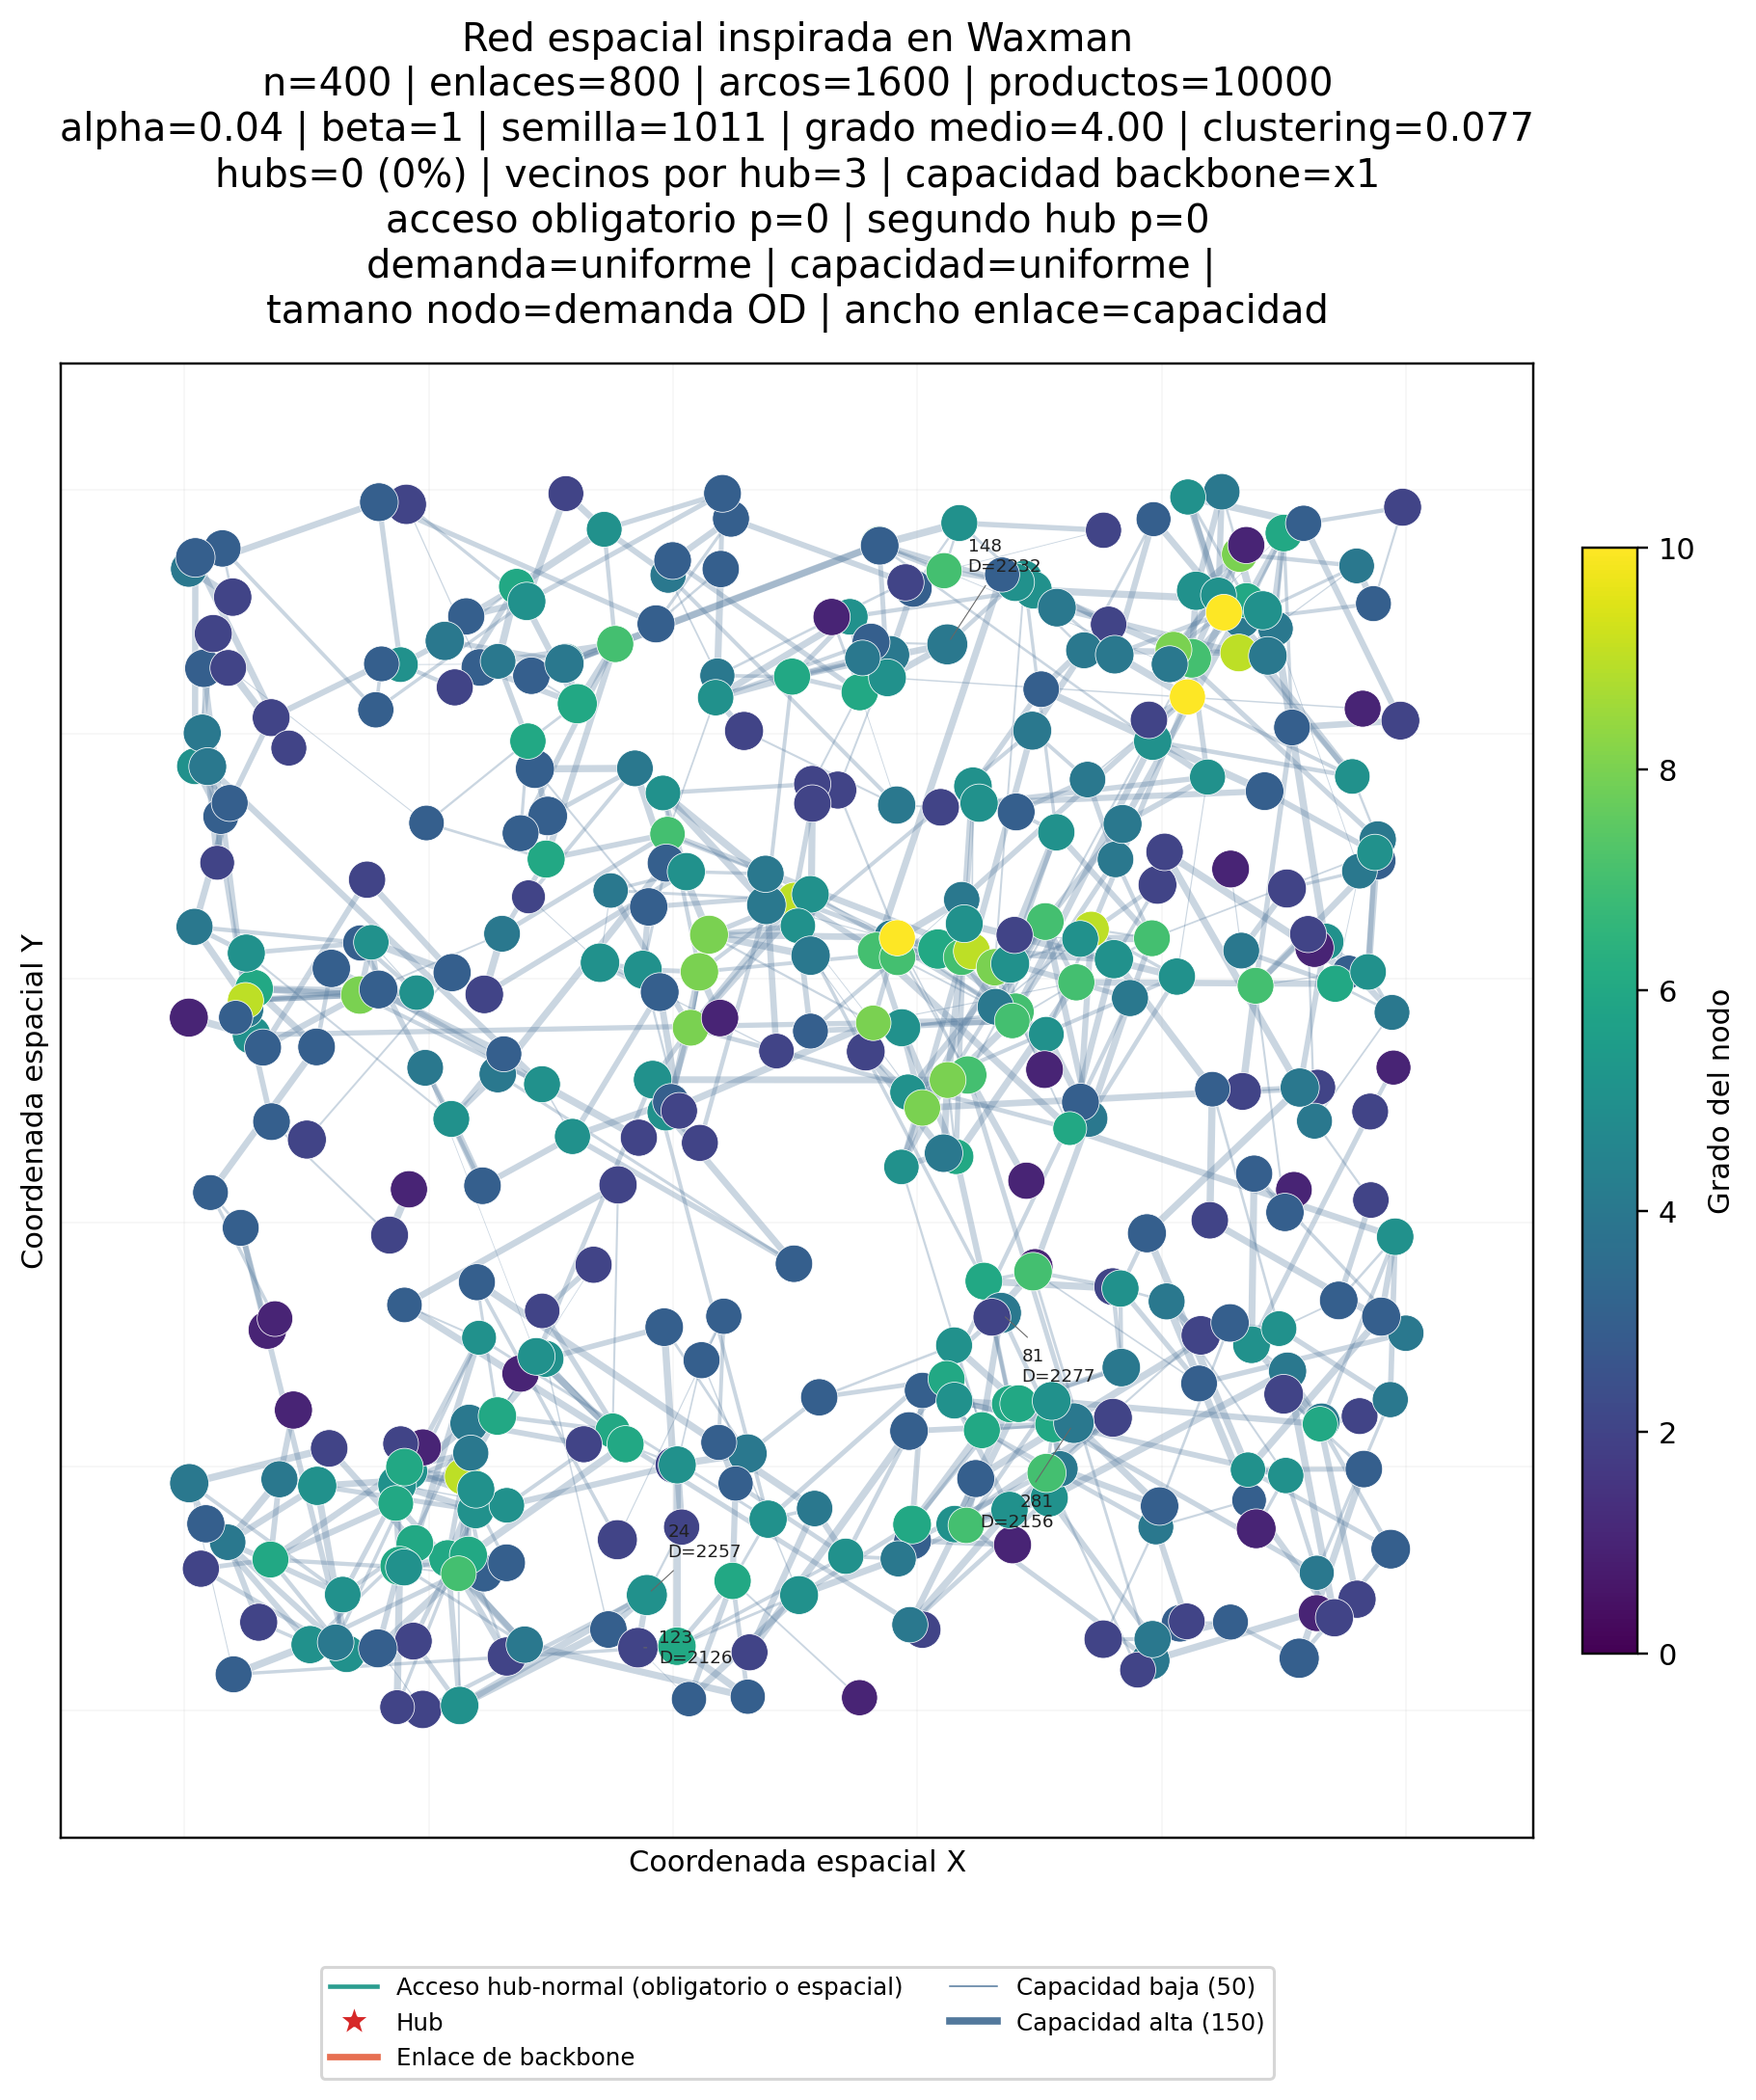 Red espacial inspirada en Waxman
n=400 | enlaces=800 | arcos=1600 | productos=10000
alpha=0.04 | beta=1 | semilla=1011 | grado medio=4.00 | clustering=0.077
hubs=0 (0%) | vecinos por hub=3 | capacidad backbone=x1
acceso obligatorio p=0 | segundo hub p=0
demanda=uniforme | capacidad=uniforme |
tamano nodo=demanda OD | ancho enlace=capacidad
148
D=2232
81
D=2277
281
D=2156
24
D=2257
123
D=2126
Coordenada espacial Y
Coordenada espacial X
10
8
6
4
2
0
Grado del nodo
Acceso hub-normal (obligatorio o espacial)
Hub
Enlace de backbone
Capacidad baja (50)
Capacidad alta (150)